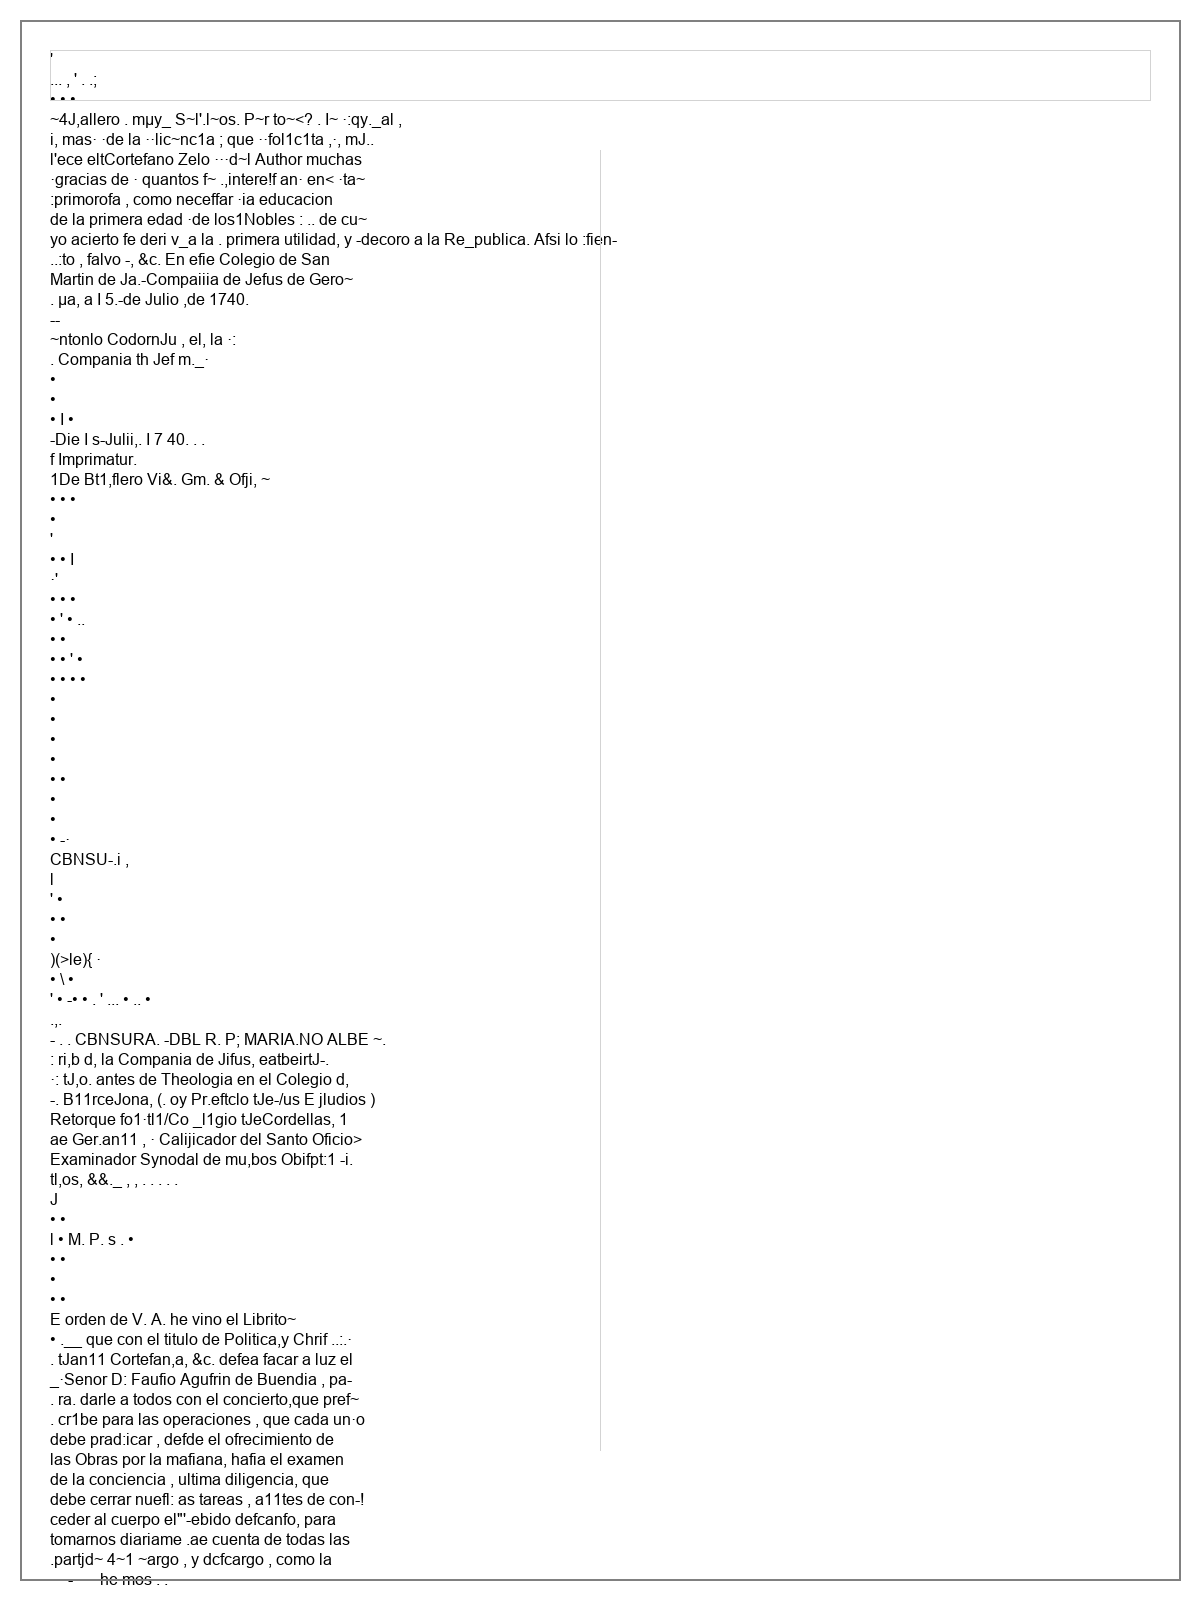 '
... , ' . .;
• • •
~4J,allero . mµy_ S~l'.l~os. P~r to~<? . I~ ·:qy._al ,
i, mas· ·de la ··lic~nc1a ; que ··fol1c1ta ,·, mJ..
l'ece eltCortefano Zelo ···d~l Author muchas
·gracias de · quantos f~ .,intere!f an· en< ·ta~
:primorofa , como neceffar ·ia educacion
de la primera edad ·de los1Nobles : .. de cu~
yo acierto fe deri v_a la . primera utilidad, y -decoro a la Re_publica. Afsi lo :fien-
..:to , falvo -, &c. En efie Colegio de San
Martin de Ja.-Compaiiia de Jefus de Gero~
. µa, a I 5.-de Julio ,de 1740.
--
~ntonlo CodornJu , el, la ·:
. Compania th Jef m._·
•
•
• I •
-Die I s-Julii,. I 7 40. . .
f Imprimatur.
1De Bt1,flero Vi&. Gm. & Ofji, ~
• • •
•
'
• • I
·'
• • •
• ' • ..
• •
• • ' •
• • • •
•
•
•
•
• •
•
•
• -·
CBNSU-.i ,
l
' •
• •
•
)(>le){ ·
• \ •
' • -• • . ' ... • .. •
.,.
- . . CBNSURA. -DBL R. P; MARIA.NO ALBE ~.
: ri,b d, la Compania de Jifus, eatbeirtJ-.
·: tJ,o. antes de Theologia en el Colegio d,
-. B11rceJona, (. oy Pr.eftclo tJe-/us E jludios )
Retorque fo1·tl1/Co _l1gio tJeCordellas, 1
ae Ger.an11 , · Calijicador del Santo Oficio>
Examinador Synodal de mu,bos Obifpt:1 -i.
tl,os, &&._ , , . . . . .
J
• •
l • M. P. s . •
• •
•
• •
E orden de V. A. he vino el Librito~
• .__ que con el titulo de Politica,y Chrif ..:.·
. tJan11 Cortefan,a, &c. defea facar a luz el
_·Senor D: Faufio Agufrin de Buendia , pa-
. ra. darle a todos con el concierto,que pref~
. cr1be para las operaciones , que cada un·o
debe prad:icar , defde el ofrecimiento de
las Obras por la mafiana, hafia el examen
de la conciencia , ultima diligencia, que
debe cerrar nuefl: as tareas , a11tes de con-!
ceder al cuerpo el"'-ebido defcanfo, para
tomarnos diariame .ae cuenta de todas las
.partjd~ 4~1 ~argo , y dcfcargo , como la
__-___he mos . .